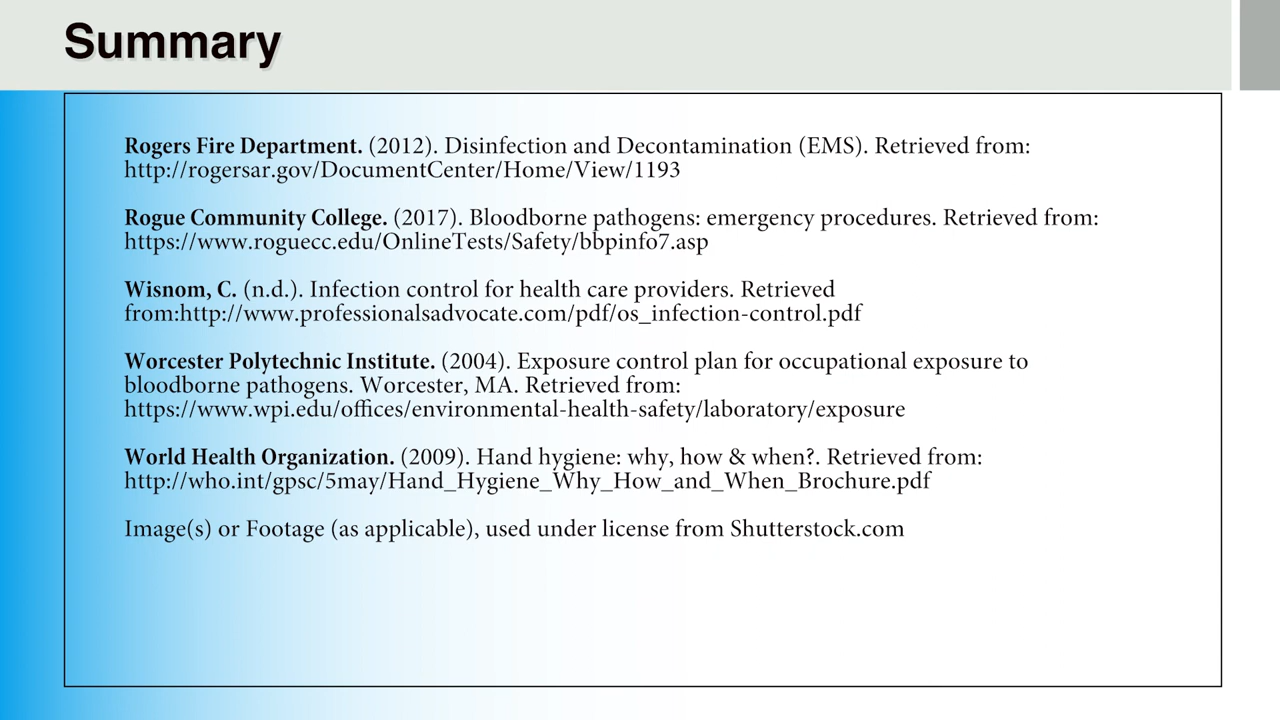 Summary
Rogers Fire Department. (2012). Disinfection and Decontamination (EMS). Retrieved from:
http://rogersar.gov/DocumentCenter/Home/View/1193
Rogue Community College. (2017). Bloodborne pathogens: emergency procedures. Retrieved from:
https://www.roguecc.edu/OnlineTests/Safety/bbpinfo7.asp
Wisnom, C. (n.d.). Infection control for health care providers. Retrieved
from:http://www.professionalsadvocate.com/pdf/os_infection-control.pdf
Worcester Polytechnic Institute. (2004). Exposure control plan for occupational exposure to
bloodborne pathogens. Worcester, MA. Retrieved from:
https://www.wpi.edu/offices/environmental-health-safety/laboratory/exposure
World Health Organization. (2009). Hand hygiene: why, how & when?. Retrieved from:
http://who.int/gpsc/5may/Hand_Hygiene_Why_How_and_When_Brochure.pdf
Image(s) or Footage (as applicable), used under license from Shutterstock.com